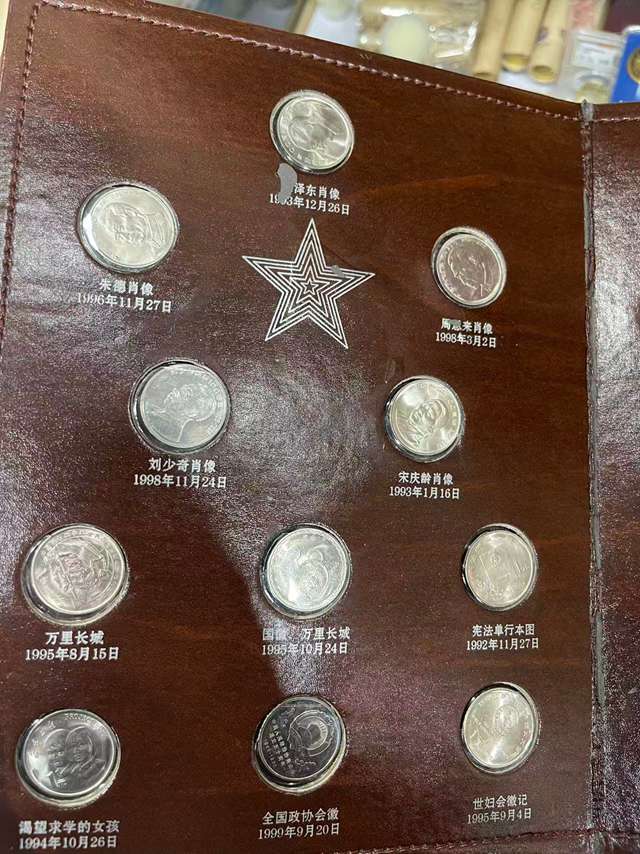 泽东肖像
1993年12月26日
朱德肖像
1996年11月27日
周恩来肖像
1998年3月2日
刘少奇肖像
1998年11月24日
宋庆龄肖像
1993年1月16日
万里长城
1995年8月15日
国徽、万里长城
1995年10月24日
宪法单行本图
1992年11月27日
渴望求学的女孩
1994年10月26日
全国政协会徽
1999年9月20日
世妇会徽记
1995年9月4日